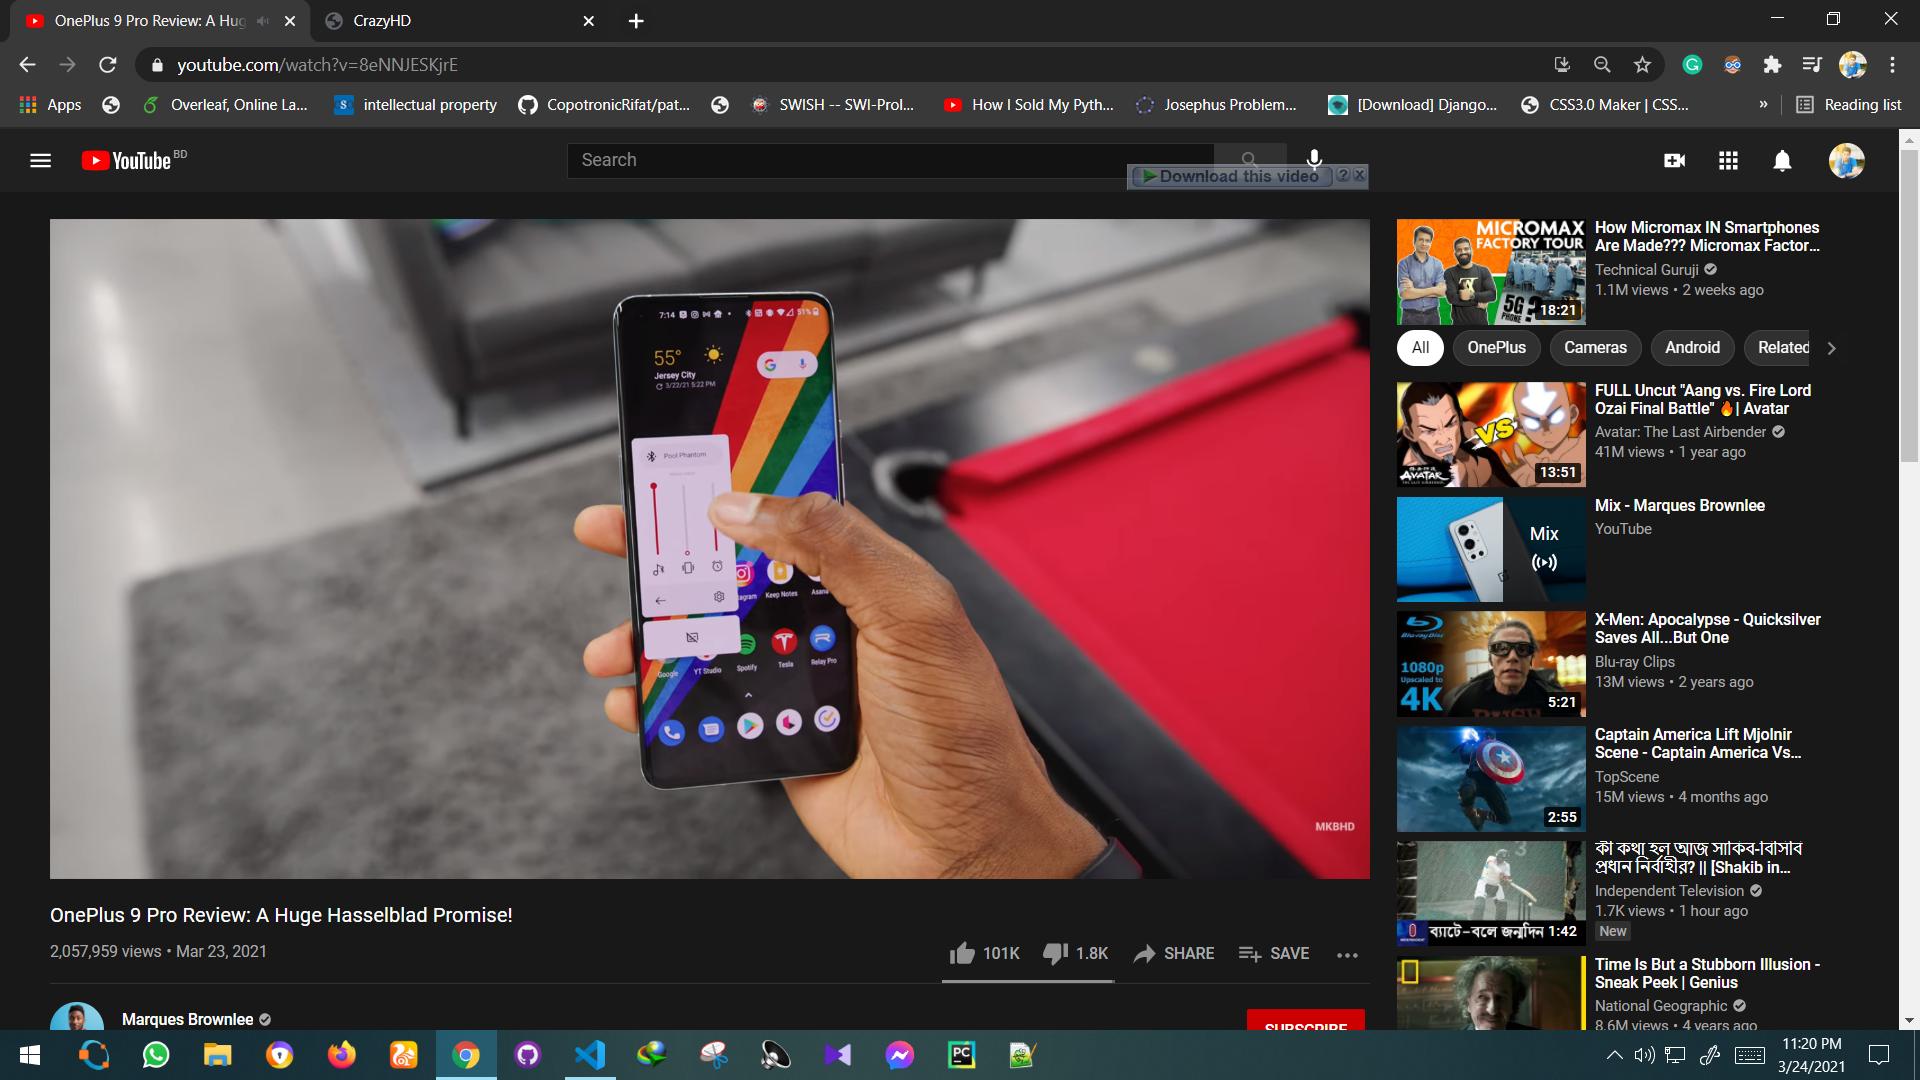 OnePlus 9 Pro Review: A Hug
CrazyHD
youtube.com/watch?v=8eNNJESKjrE
Apps
Overleaf, Online La...
intellectual property
CopotronicRifat/pat...
SWISH -- SWI-Prol...
How I Sold My Pyth...
Josephus Problem...
[Download] Django...
CSS3.0 Maker | CSS...
»
Reading list
YouTube BD
Search
Download this video
7:14
51%
55°
Jersey City
3/22/21 5:22 PM
Pool Phantom
Keep Notes
Asana
Google
YT Studio
Spotify
Tesla
Relay Pro
MKBHD
OnePlus 9 Pro Review: A Huge Hasselblad Promise!
2,057,959 views • Mar 23, 2021
101K
1.8K
SHARE
SAVE
Marques Brownlee
SUBSCRIBE
MICROMAX
FACTORY TOUR
5G ?
PHONE
18:21
How Micromax IN Smartphones
Are Made??? Micromax Factor...
Technical Guruji
1.1M views • 2 weeks ago
All
OnePlus
Cameras
Android
Related
VS
AVATAR
13:51
FULL Uncut "Aang vs. Fire Lord
Ozai Final Battle" 🔥| Avatar
Avatar: The Last Airbender
41M views • 1 year ago
Mix
Mix - Marques Brownlee
YouTube
Blu-ray Disc
1080p
Upscaled to
4K
5:21
X-Men: Apocalypse - Quicksilver
Saves All...But One
Blu-ray Clips
13M views • 2 years ago
2:55
Captain America Lift Mjolnir
Scene - Captain America Vs...
TopScene
15M views • 4 months ago
ব্যাটে-বলে জন্মদিন
1:42
কী কথা হল আজ সাকিব-বিসিবি
প্রধান নির্বাহীর? || [Shakib in...
Independent Television
1.7K views • 1 hour ago
New
Time Is But a Stubborn Illusion -
Sneak Peek | Genius
National Geographic
8.6M views • 4 years ago
11:20 PM
3/24/2021